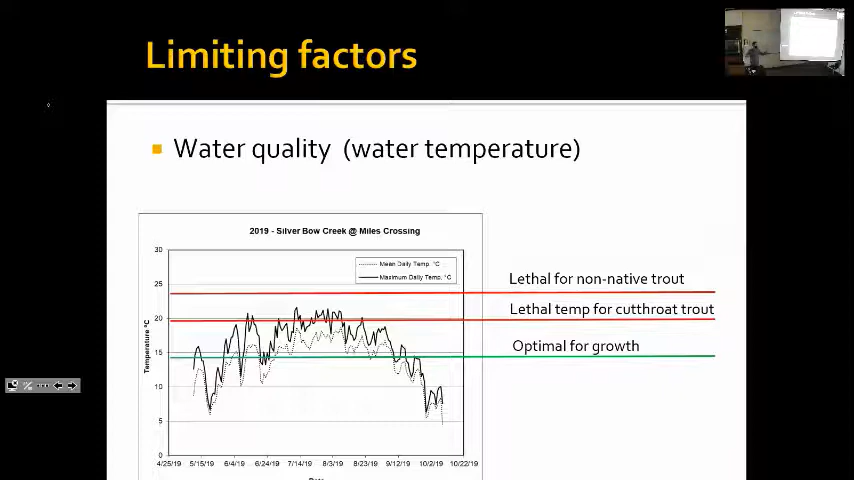 Limiting factors
Water quality (water temperature)
2019 - Silver Bow Creek @ Miles Crossing
30
25
20
15
10
5
0
Temperature °C
Mean Daily Temp. °C
Maximum Daily Temp. °C
Lethal for non-native trout
Lethal temp for cutthroat trout
Optimal for growth
4/25/19 5/15/19 6/4/19 6/24/19 7/14/19 8/3/19 8/23/19 9/12/19 10/2/19 10/22/19